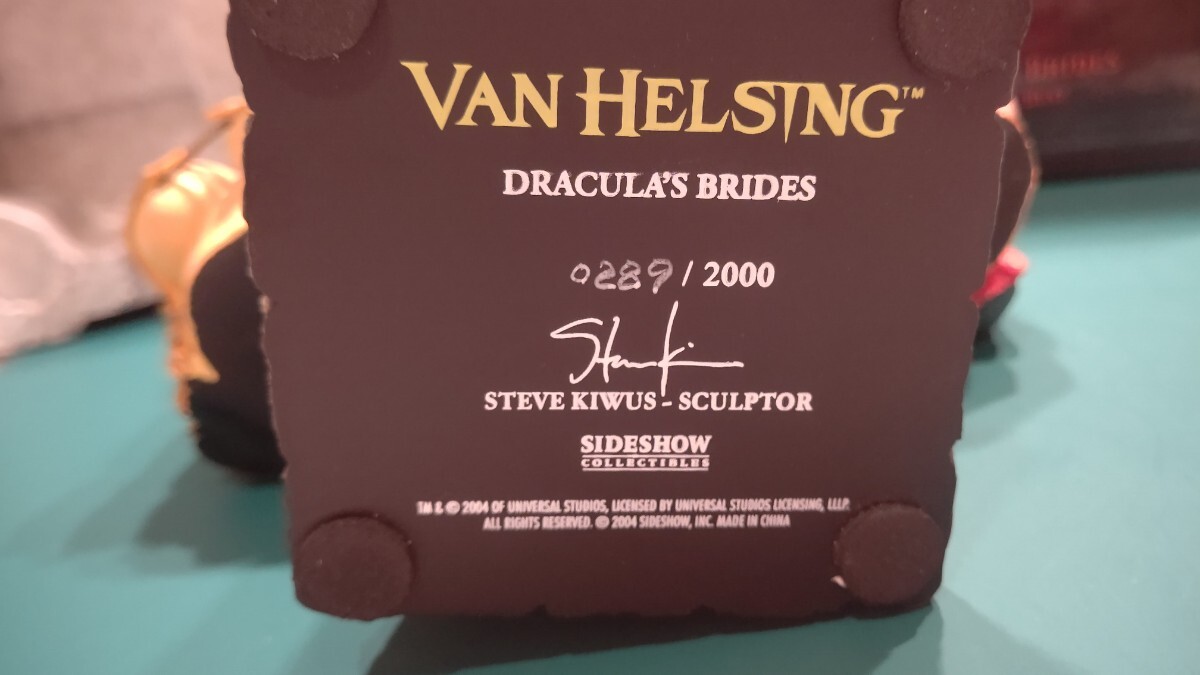 VAN HELSING™
DRACULA'S BRIDES
0289 / 2000
STEVE KIWUS - SCULPTOR
SIDESHOW
COLLECTIBLES
TM & © 2004 OF UNIVERSAL STUDIOS, LICENSED BY UNIVERSAL STUDIOS LICENSING, LLLP.
ALL RIGHTS RESERVED. © 2004 SIDESHOW, INC. MADE IN CHINA